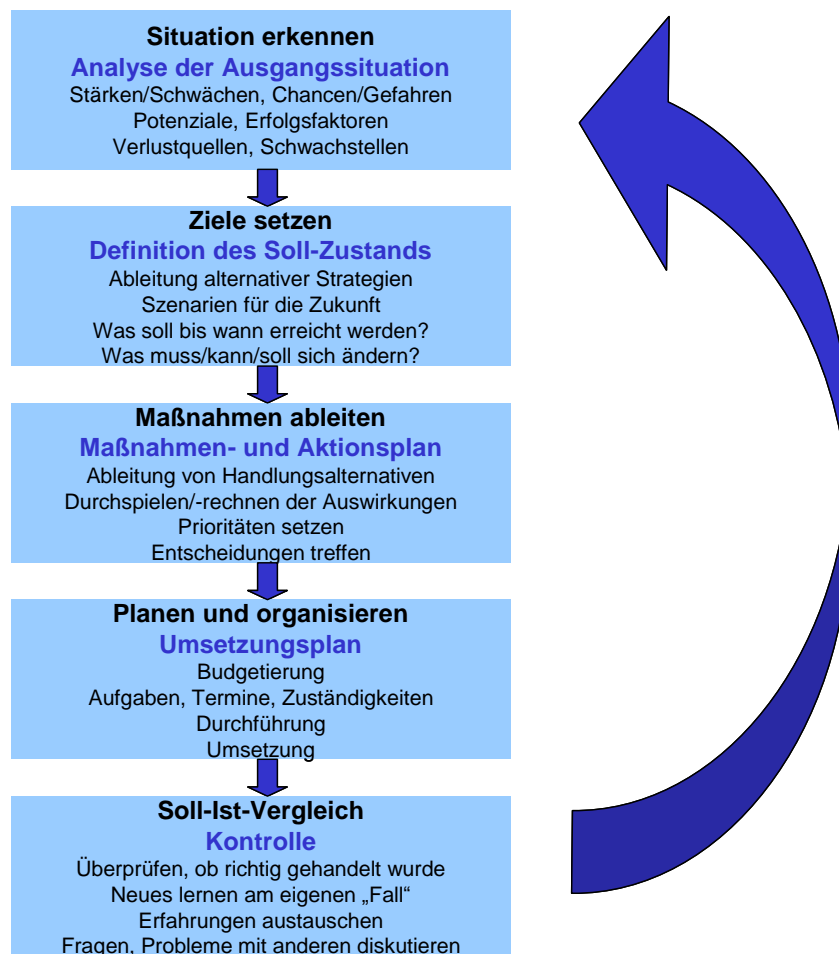 Situation erkennen
Analyse der Ausgangssituation
Stärken/Schwächen, Chancen/Gefahren
Potenziale, Erfolgsfaktoren
Verlustquellen, Schwachstellen
Ziele setzen
Definition des Soll-Zustands
Ableitung alternativer Strategien
Szenarien für die Zukunft
Was soll bis wann erreicht werden?
Was muss/kann/soll sich ändern?
Maßnahmen ableiten
Maßnahmen- und Aktionsplan
Ableitung von Handlungsalternativen
Durchspielen/-rechnen der Auswirkungen
Prioritäten setzen
Entscheidungen treffen
Planen und organisieren
Umsetzungsplan
Budgetierung
Aufgaben, Termine, Zuständigkeiten
Durchführung
Umsetzung
Soll-Ist-Vergleich
Kontrolle
Überprüfen, ob richtig gehandelt wurde
Neues lernen am eigenen „Fall“
Erfahrungen austauschen
Fragen, Probleme mit anderen diskutieren